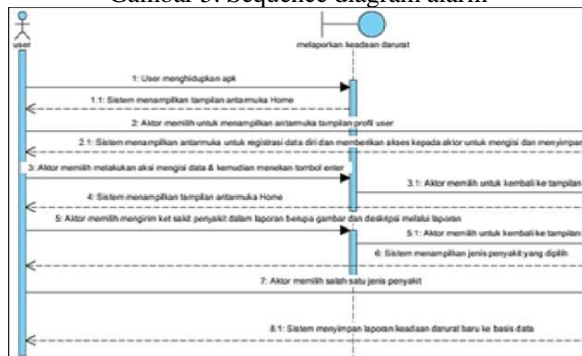 Gambar 5. Sequence diagram alarm
user
melaporkan keadaan darurat
1: User menghidupkan apk
1.1: Sistem menampilkan tampilan antarmuka Home
2: Aktor memilih untuk menampilkan antarmuka tampilan profil user
2.1: Sistem menampilkan antarmuka untuk registrasi data diri dan memberikan akses kepada aktor untuk mengisi dan menyimpan
3: Aktor memilih melakukan aksi mengisi data & kemudian menekan tombol enter
3.1: Aktor memilih untuk kembali ke tampilan
4: Sistem menampilkan tampilan antarmuka Home
5: Aktor memilih mengirim ket sakit penyakit dalam laporan berupa gambar dan deskripsi melalui laporan
5.1: Aktor memilih untuk kembali ke tampilan
6: Sistem menampilkan jenis penyakit yang dipilih
7: Aktor memilih salah satu jenis penyakit
8.1: Sistem menyimpan laporan keadaan darurat baru ke basis data